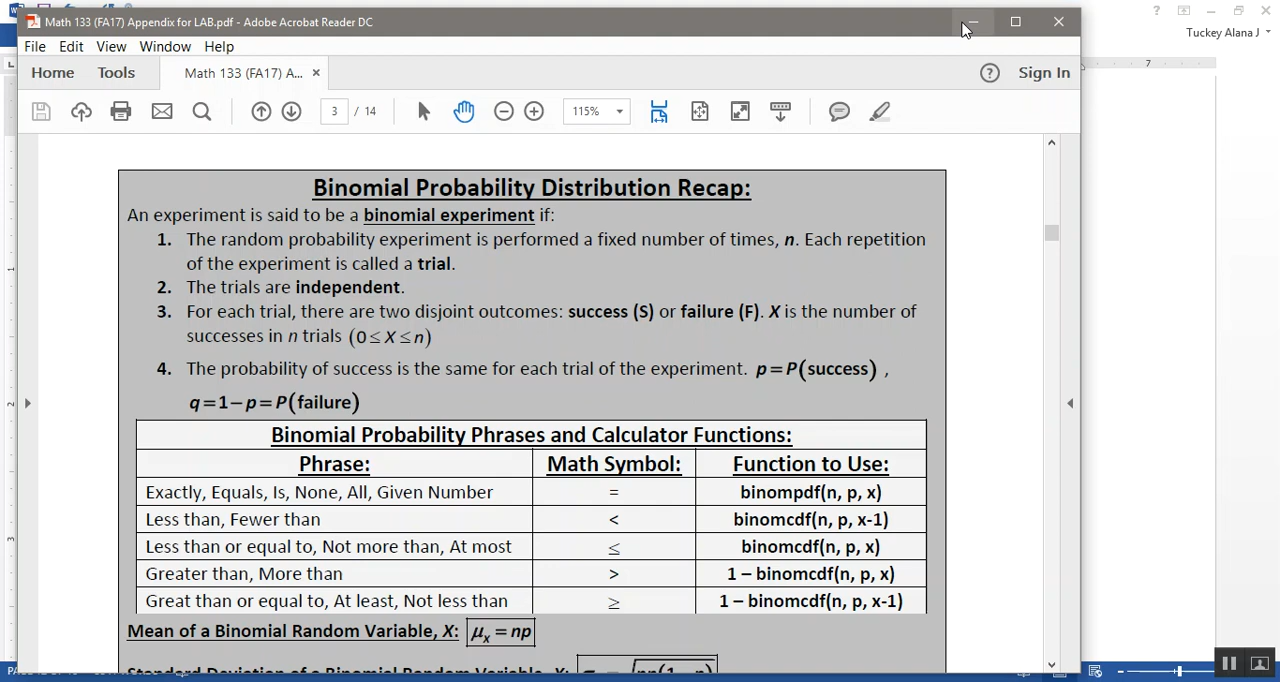 Math 133 (FA17) Appendix for LAB.pdf - Adobe Acrobat Reader DC
Tuckey Alana J
File Edit View Window Help
Home Tools Math 133 (FA17) A... × Sign In
7
3 / 14 115%
Binomial Probability Distribution Recap:
An experiment is said to be a binomial experiment if:
1. The random probability experiment is performed a fixed number of times, n. Each repetition
of the experiment is called a trial.
2. The trials are independent.
3. For each trial, there are two disjoint outcomes: success (S) or failure (F). X is the number of
successes in n trials (0≤X≤n)
4. The probability of success is the same for each trial of the experiment. p=P(success) ,
q=1−p=P(failure)
Binomial Probability Phrases and Calculator Functions:
Phrase: Math Symbol: Function to Use:
Exactly, Equals, Is, None, All, Given Number = binompdf(n, p, x)
Less than, Fewer than < binomcdf(n, p, x-1)
Less than or equal to, Not more than, At most ≤ binomcdf(n, p, x)
Greater than, More than > 1 – binomcdf(n, p, x)
Great than or equal to, At least, Not less than ≥ 1 – binomcdf(n, p, x-1)
Mean of a Binomial Random Variable, X: μx = np
Standard Deviation of a Binomial Random Variable, X: